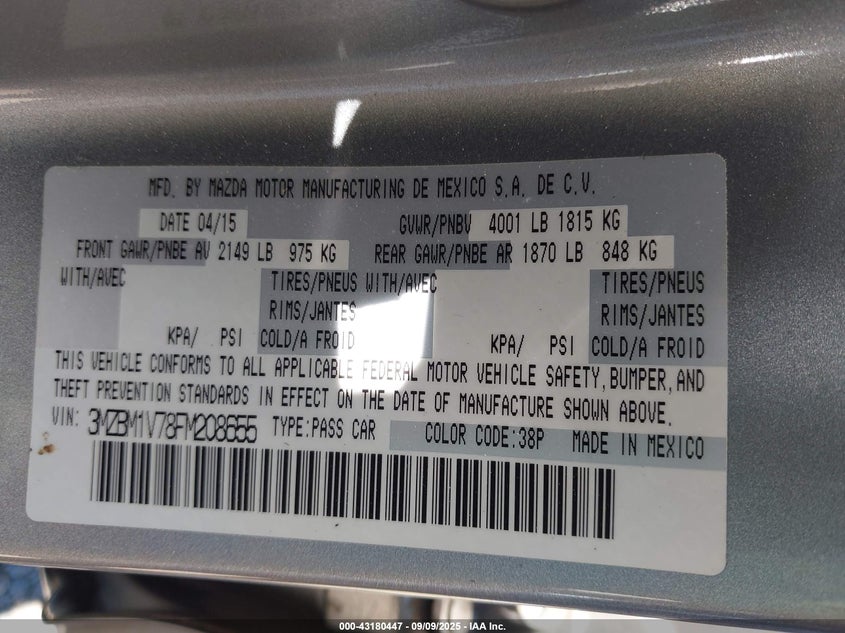 MFD. BY MAZDA MOTOR MANUFACTURING DE MEXICO S.A. DE C.V.
DATE 04/15 GVWR/PNBV 4001 LB 1815 KG
FRONT GAWR/PNBE AV 2149 LB 975 KG REAR GAWR/PNBE AR 1870 LB 848 KG
WITH/AVEC TIRES/PNEUS WITH/AVEC TIRES/PNEUS
RIMS/JANTES RIMS/JANTES
KPA/ PSI COLD/A FROID KPA/ PSI COLD/A FROID
THIS VEHICLE CONFORMS TO ALL APPLICABLE FEDERAL MOTOR VEHICLE SAFETY, BUMPER, AND
THEFT PREVENTION STANDARDS IN EFFECT ON THE DATE OF MANUFACTURE SHOWN ABOVE.
VIN: 3MZBM1V78FM208655 TYPE:PASS CAR COLOR CODE:38P MADE IN MEXICO
000-43180447 - 09/09/2025 - IAA Inc.